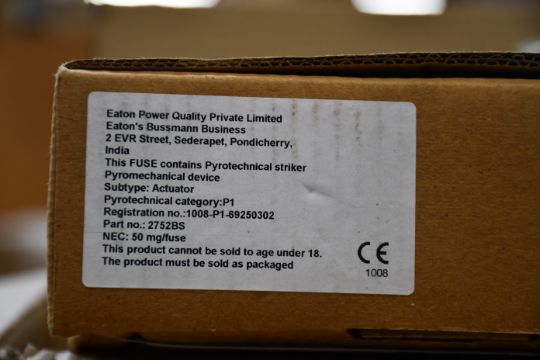 Eaton Power Quality Private Limited
Eaton's Bussmann Business
2 EVR Street, Sederapet, Pondicherry,
India
This FUSE contains Pyrotechnical striker
Pyromechanical device
Subtype: Actuator
Pyrotechnical category:P1
Registration no.:1008-P1-69250302
Part no.: 2752BS
NEC: 50 mg/fuse
This product cannot be sold to age under 18.
The product must be sold as packaged
CE
1008